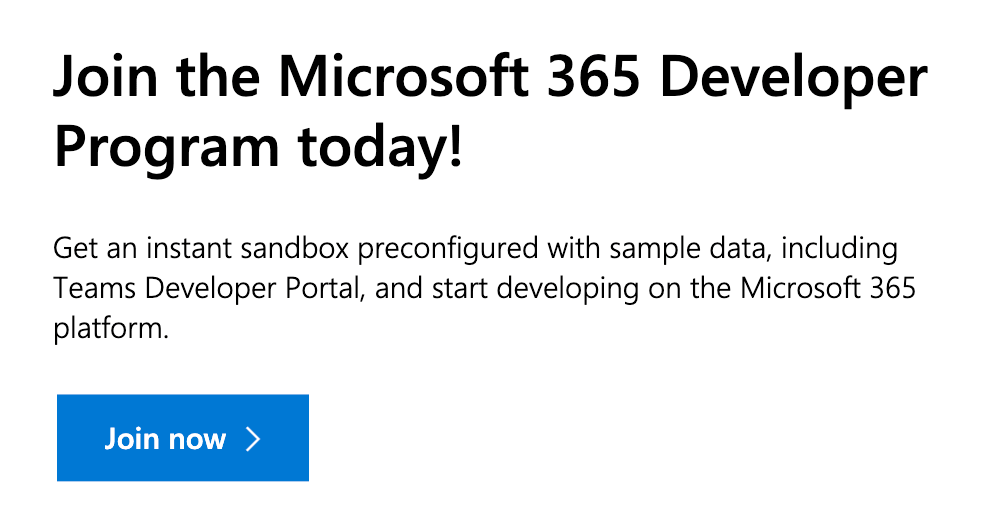 Join the Microsoft 365 Developer
Program today!
Get an instant sandbox preconfigured with sample data, including
Teams Developer Portal, and start developing on the Microsoft 365
platform.
Join now